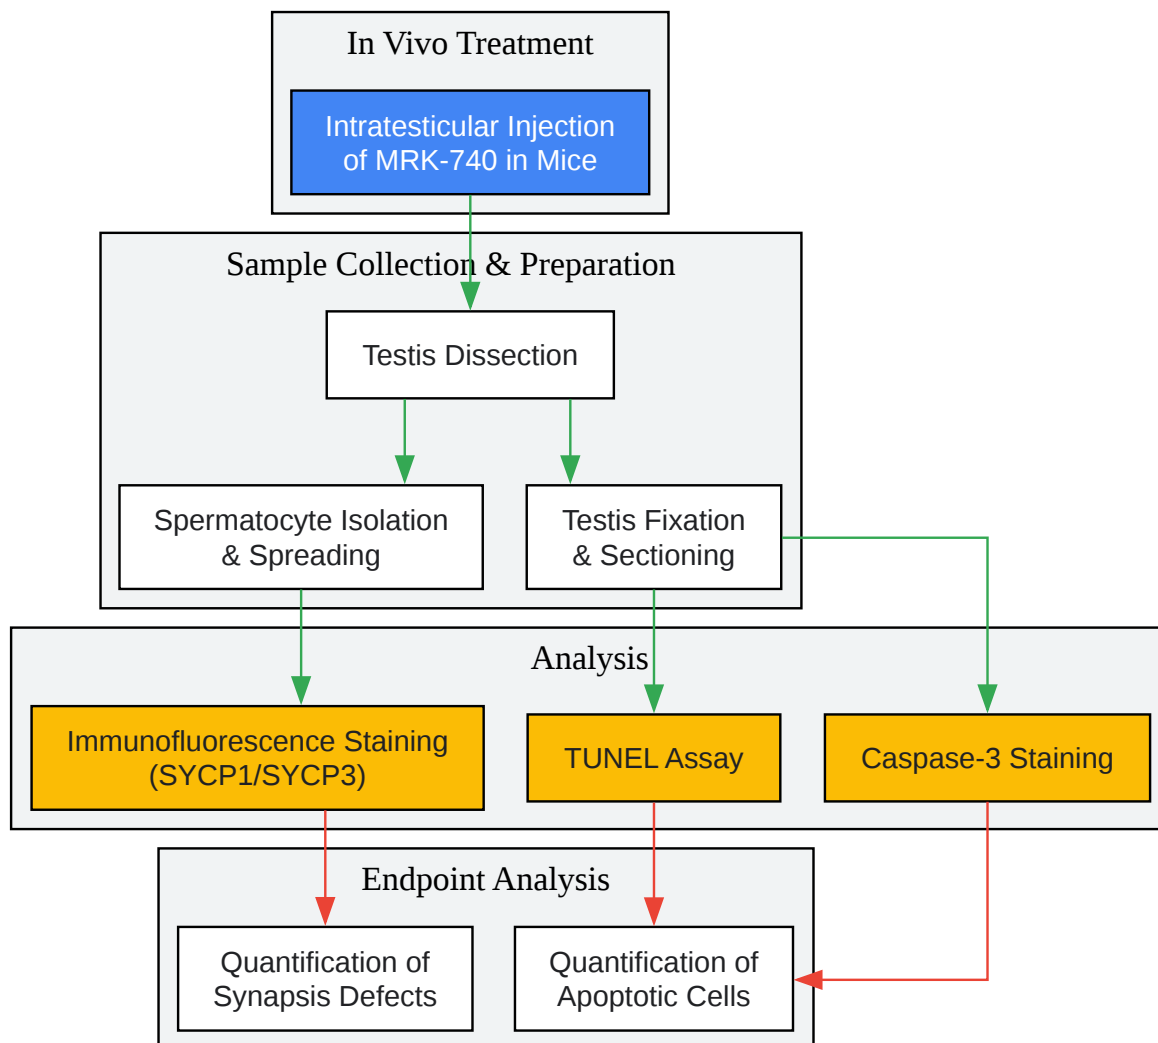 In Vivo Treatment
Intratesticular Injection
of MRK-740 in Mice
Sample Collection & Preparation
Testis Dissection
Spermatocyte Isolation
& Spreading
Testis Fixation
& Sectioning
Analysis
Immunofluorescence Staining
(SYCP1/SYCP3)
TUNEL Assay
Caspase-3 Staining
Endpoint Analysis
Quantification of
Synapsis Defects
Quantification of
Apoptotic Cells